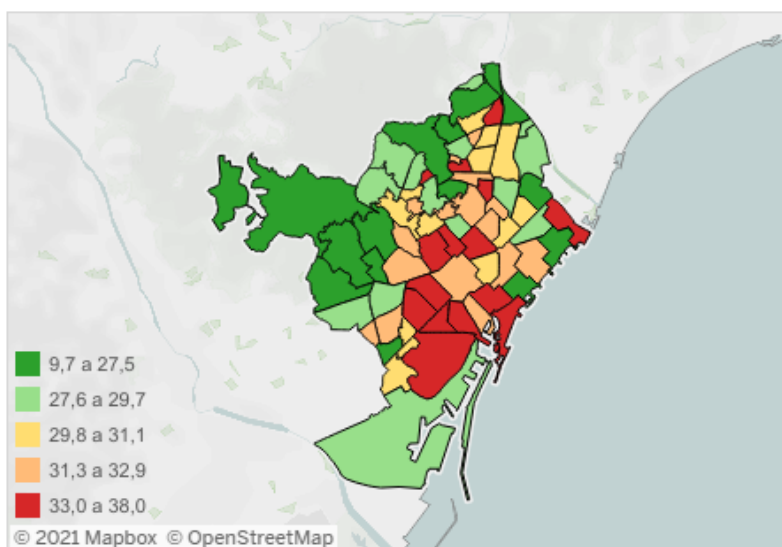 9,7 a 27,5
27,6 a 29,7
29,8 a 31,1
31,3 a 32,9
33,0 a 38,0
© 2021 Mapbox © OpenStreetMap